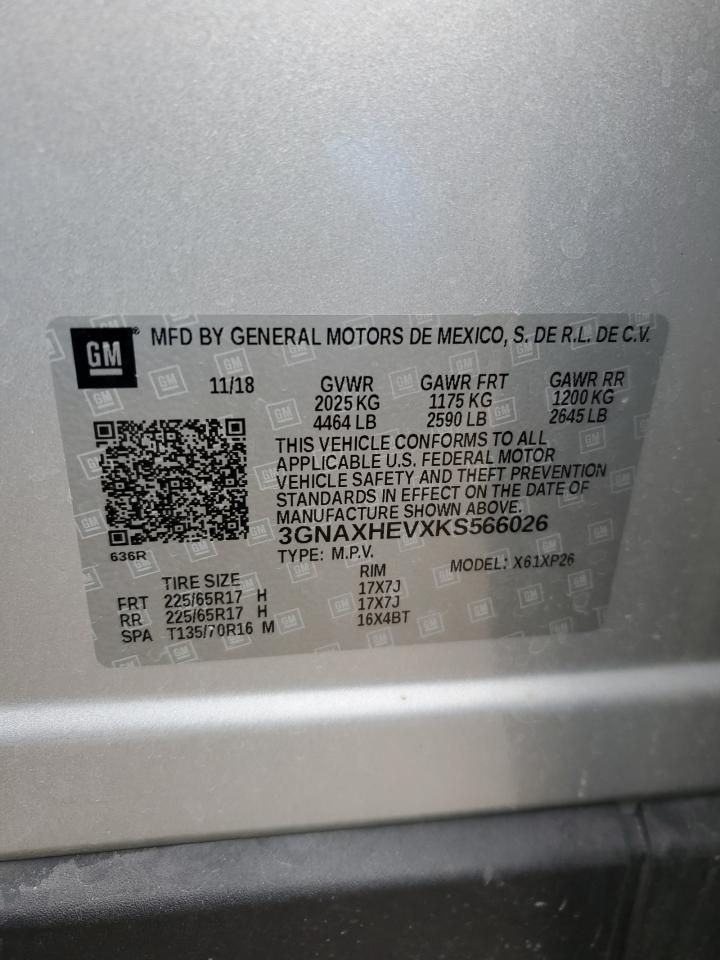 GM® MFD BY GENERAL MOTORS DE MEXICO, S. DE R.L. DE C.V.
11/18 GVWR GAWR FRT GAWR RR
2025 KG 1175 KG 1200 KG
4464 LB 2590 LB 2645 LB
THIS VEHICLE CONFORMS TO ALL
APPLICABLE U.S. FEDERAL MOTOR
VEHICLE SAFETY AND THEFT PREVENTION
STANDARDS IN EFFECT ON THE DATE OF
MANUFACTURE SHOWN ABOVE.
3GNAXHEVXKS566026
636R TYPE: M.P.V. MODEL: X61XP26
TIRE SIZE RIM
FRT 225/65R17 H 17X7J
RR 225/65R17 H 17X7J
SPA T135/70R16 M 16X4BT